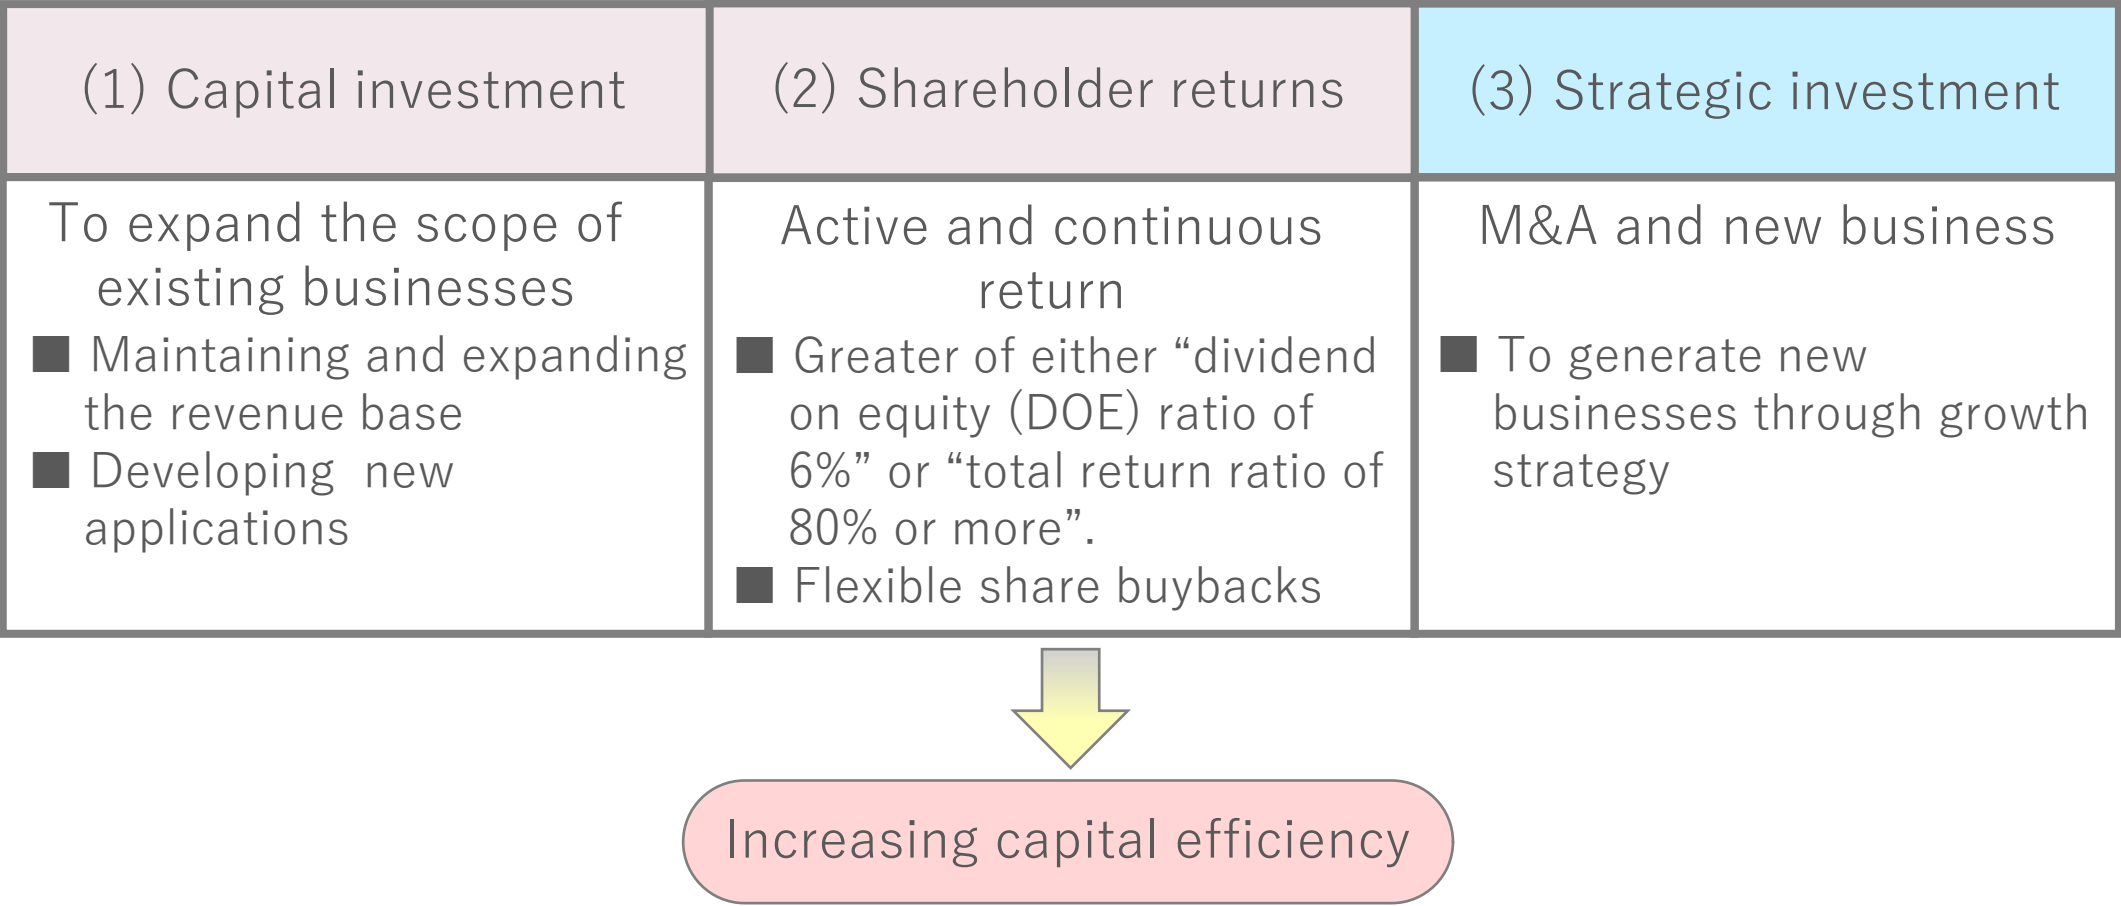 (1) Capital investment
To expand the scope of
existing businesses
■ Maintaining and expanding
the revenue base
■ Developing  new
applications
(2) Shareholder returns
Active and continuous
return
■ Greater of either “dividend
on equity (DOE) ratio of
6%” or “total return ratio of
80% or more”.
■ Flexible share buybacks
(3) Strategic investment
M&A and new business
■ To generate new
businesses through growth
strategy
Increasing capital efficiency